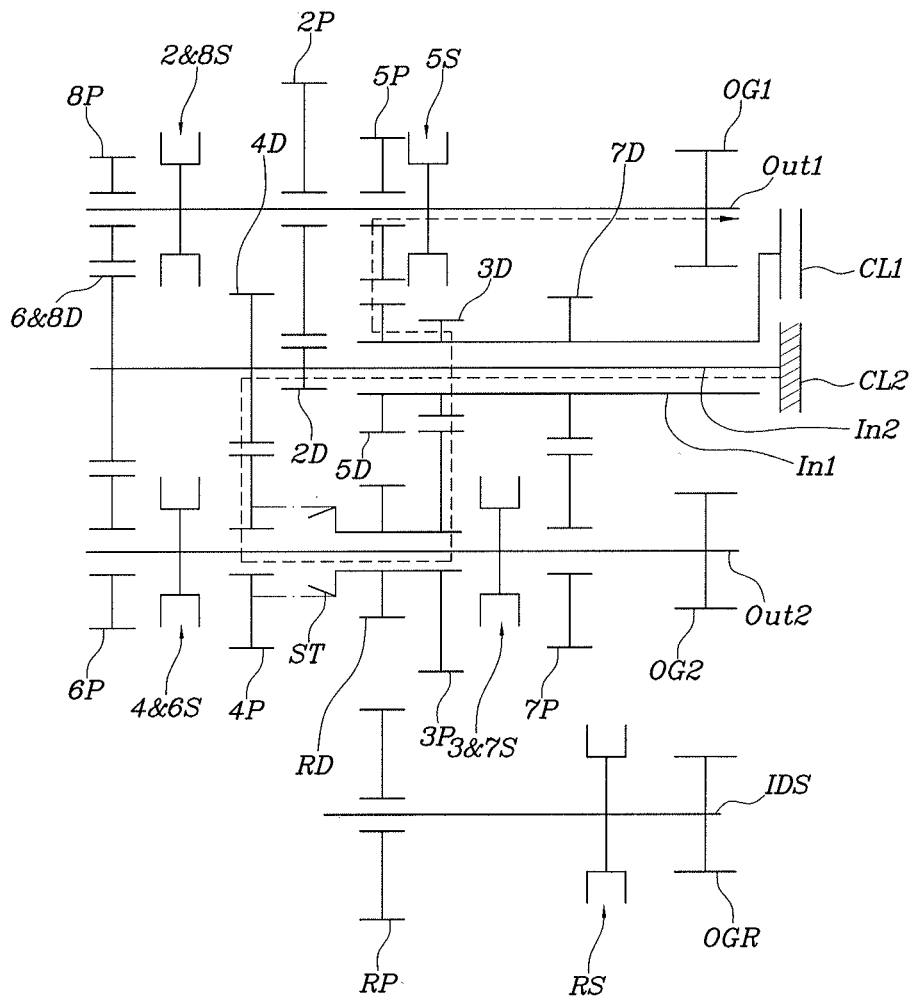 2P
2&8S
5P
5S
8P
OG1
4D
7D
Out1
3D
CL1
6&8D
CL2
2D
5D
In2
In1
ST
Out2
6P
4&6S
4P
OG2
RD
3P
3&7S
7P
IDS
RP
RS
OGR